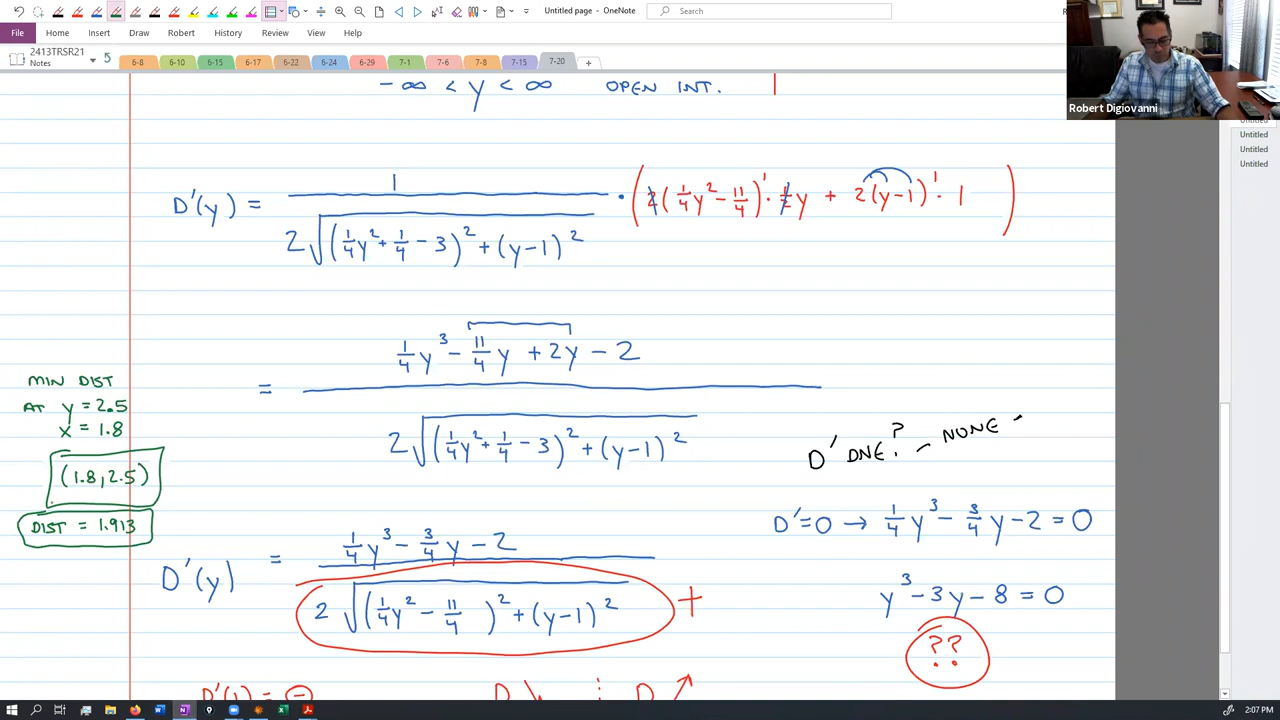 Untitled page - OneNote
Search
File Home Insert Draw Robert History Review View Help
2413TRSR21
Notes
5
6-8 6-10 6-15 6-17 6-22 6-24 6-29 7-1 7-6 7-8 7-15 7-20 +
Robert Digiovanni
Untitled
Untitled
Untitled
-∞ < y < ∞ OPEN INT.
D'(y) = 1 / 2√((1/4y²+1/4-3)²+(y-1)²) · (2(1/4y²-11/4)¹·1/2y + 2(y-1)¹·1)
= 1/4y³ - 11/4y + 2y - 2 / 2√((1/4y²+1/4-3)²+(y-1)²)
MIN DIST
AT y = 2.5
x = 1.8
(1.8, 2.5)
DIST = 1.913
D' DNE? - NONE -
D'=0 → 1/4y³ - 3/4y - 2 = 0
D'(y) = 1/4y³ - 3/4y - 2 / 2√((1/4y² - 11/4)² + (y-1)²) +
y³ - 3y - 8 = 0
??
D'(1) = -
D D
2:07 PM